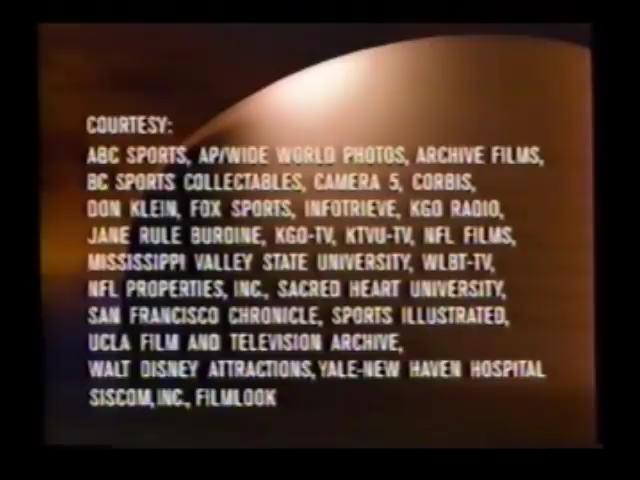 COURTESY:
ABC SPORTS, AP/WIDE WORLD PHOTOS, ARCHIVE FILMS,
BC SPORTS COLLECTABLES, CAMERA 5, CORBIS,
DON KLEIN, FOX SPORTS, INFOTRIEVE, KGO RADIO,
JANE RULE BURDINE, KGO-TV, KTVU-TV, NFL FILMS,
MISSISSIPPI VALLEY STATE UNIVERSITY, WLBT-TV,
NFL PROPERTIES, INC., SACRED HEART UNIVERSITY,
SAN FRANCISCO CHRONICLE, SPORTS ILLUSTRATED,
UCLA FILM AND TELEVISION ARCHIVE,
WALT DISNEY ATTRACTIONS, YALE-NEW HAVEN HOSPITAL
SISCOM, INC., FILMLOOK